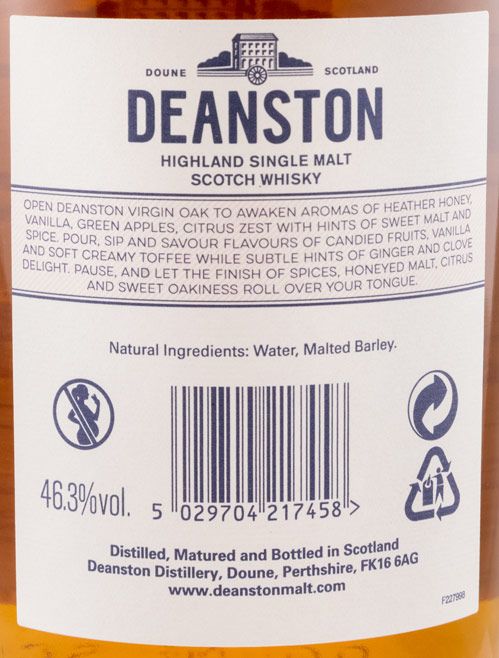 DOUNE SCOTLAND
DEANSTON
HIGHLAND SINGLE MALT
SCOTCH WHISKY
OPEN DEANSTON VIRGIN OAK TO AWAKEN AROMAS OF HEATHER HONEY,
VANILLA, GREEN APPLES, CITRUS ZEST WITH HINTS OF SWEET MALT AND
SPICE. POUR, SIP AND SAVOUR FLAVOURS OF CANDIED FRUITS, VANILLA
AND SOFT CREAMY TOFFEE WHILE SUBTLE HINTS OF GINGER AND CLOVE
DELIGHT. PAUSE, AND LET THE FINISH OF SPICES, HONEYED MALT, CITRUS
AND SWEET OAKINESS ROLL OVER YOUR TONGUE.
Natural Ingredients: Water, Malted Barley.
46.3%vol.
5 029704 217458 >
Distilled, Matured and Bottled in Scotland
Deanston Distillery, Doune, Perthshire, FK16 6AG
www.deanstonmalt.com
F227998